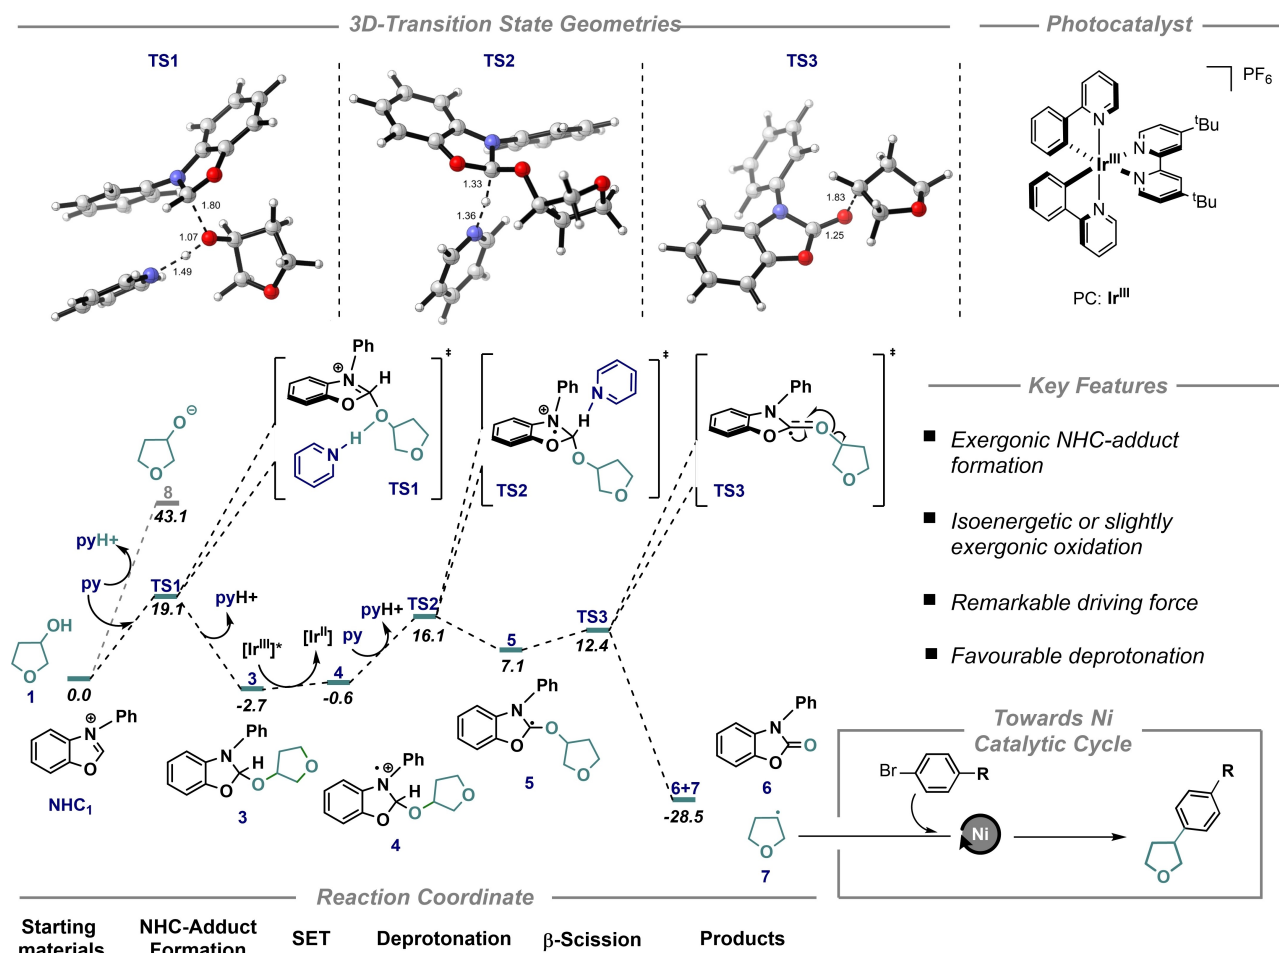 3D-Transition State Geometries
Photocatalyst
TS1
TS2
TS3
1.80
1.07
1.49
1.33
1.36
1.83
1.25
PF6
N
N
N
N
IrIII
tBu
tBu
PC: IrIII
Key Features
Exergonic NHC-adduct
formation
Isoenergetic or slightly
exergonic oxidation
Remarkable driving force
Favourable deprotonation
Ph
⊕
N
H
O
O
H
N
O
TS1
‡
Ph
⊕
N
H
N
O
O
O
TS2
‡
Ph
N
O
O
O
TS3
‡
O⊖
O
8
43.1
pyH+
py
TS1
19.1
pyH+
[IrIII]*
[IrII]
py
pyH+
TS2
16.1
5
7.1
TS3
12.4
OH
O
1
0.0
3
-2.7
4
-0.6
6+7
-28.5
⊕
N
Ph
O
NHC1
Ph
N
H
O
O
O
3
•⊕
N
Ph
H
O
O
O
4
Ph
N
O
O
O
5
Ph
N
O
O
6
O
7
Towards Ni
Catalytic Cycle
Br
R
Ni
R
O
Reaction Coordinate
Starting
materials
NHC-Adduct
Formation
SET
Deprotonation
β-Scission
Products